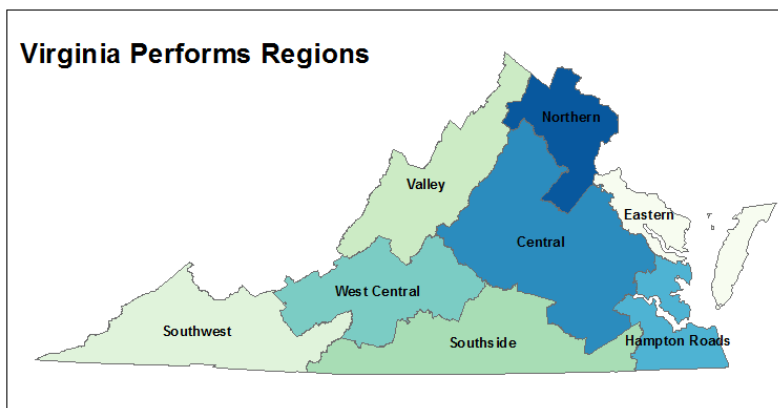 Virginia Performs Regions
Northern
Valley
Eastern
Central
West Central
Southwest
Southside
Hampton Roads